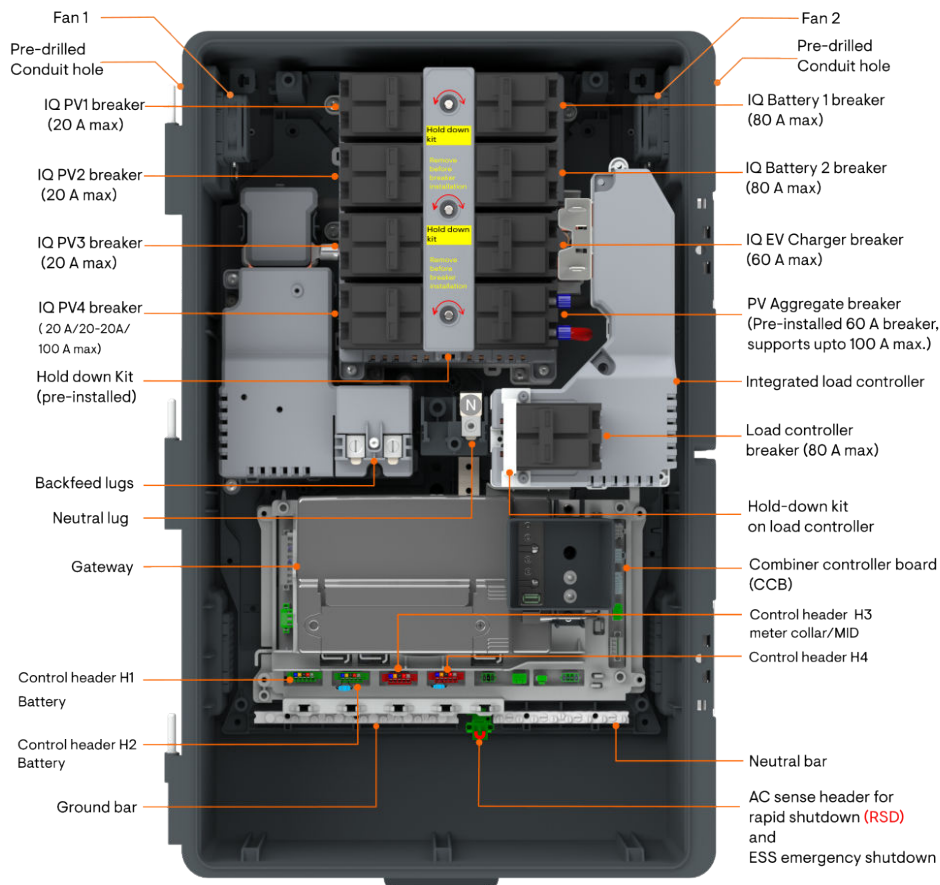 Fan 1
Fan 2
Pre-drilled
Conduit hole
Pre-drilled
Conduit hole
IQ PV1 breaker
(20 A max)
IQ Battery 1 breaker
(80 A max)
Hold down
kit
Remove
before
breaker
installation
IQ PV2 breaker
(20 A max)
IQ Battery 2 breaker
(80 A max)
Hold down
kit
Remove
before
breaker
installation
IQ PV3 breaker
(20 A max)
IQ EV Charger breaker
(60 A max)
IQ PV4 breaker
( 20 A/20-20A/
100 A max)
PV Aggregate breaker
(Pre-installed 60 A breaker,
supports upto 100 A max.)
Hold down Kit
(pre-installed)
Integrated load controller
N
Load controller
breaker (80 A max)
Backfeed lugs
Neutral lug
Hold-down kit
on load controller
Gateway
Combiner controller board
(CCB)
Control header H3
meter collar/MID
Control header H4
Control header H1
Battery
Control header H2
Battery
Neutral bar
Ground bar
AC sense header for
rapid shutdown (RSD)
and
ESS emergency shutdown